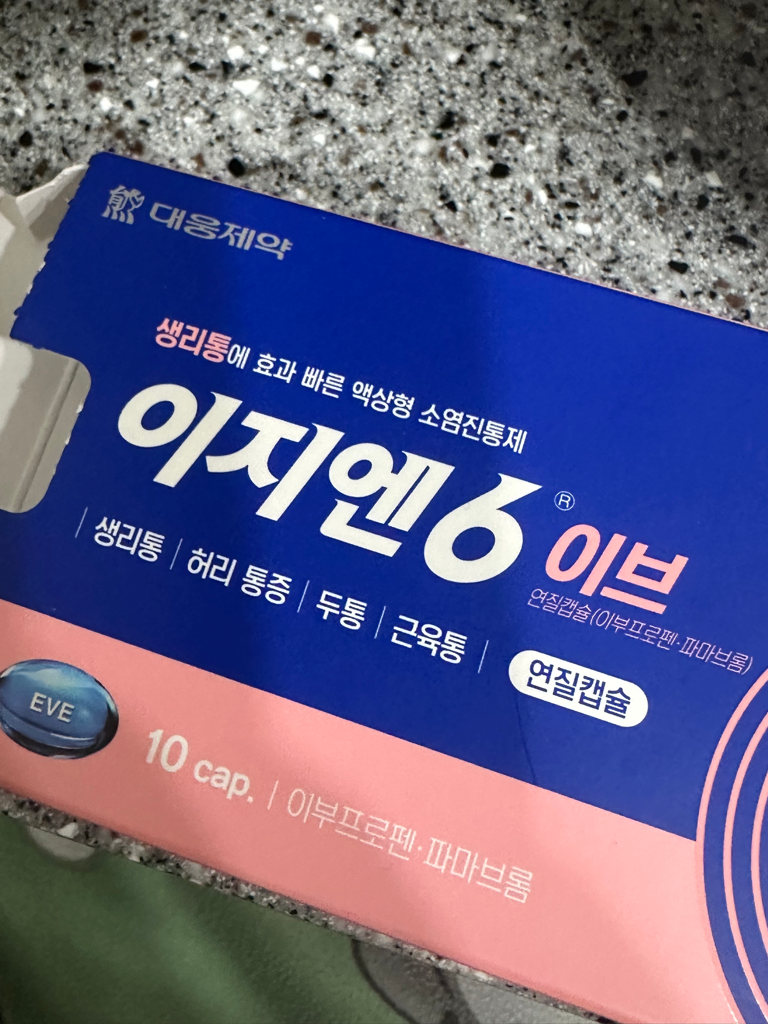 대웅제약
생리통에 효과 빠른 액상형 소염진통제
이지엔6® 이브
연질캡슐(이부프로펜·파마브롬)
| 생리통 | 허리 통증 | 두통 | 근육통 | 연질캡슐
EVE
10 cap. | 이부프로펜·파마브롬